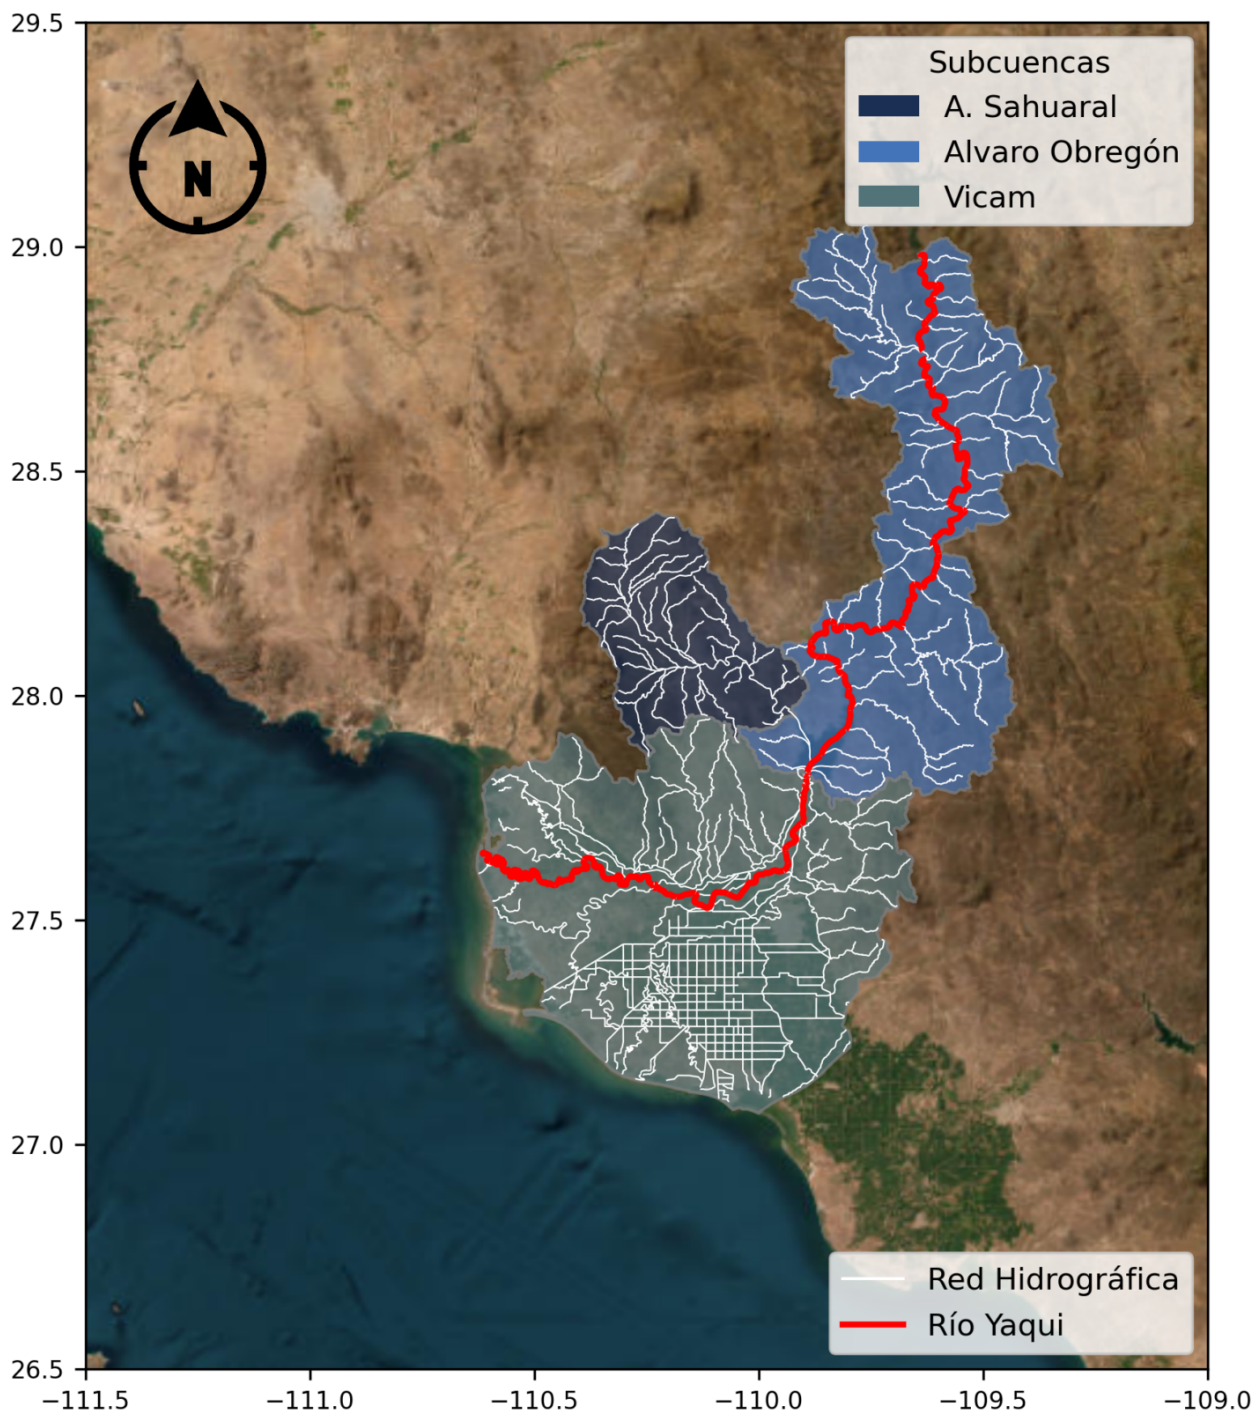 29.5
29.0
28.5
28.0
27.5
27.0
26.5
N
Subcuencas
A. Sahuaral
Alvaro Obregón
Vicam
Red Hidrográfica
Río Yaqui
−111.5 −111.0 −110.5 −110.0 −109.5 −109.0